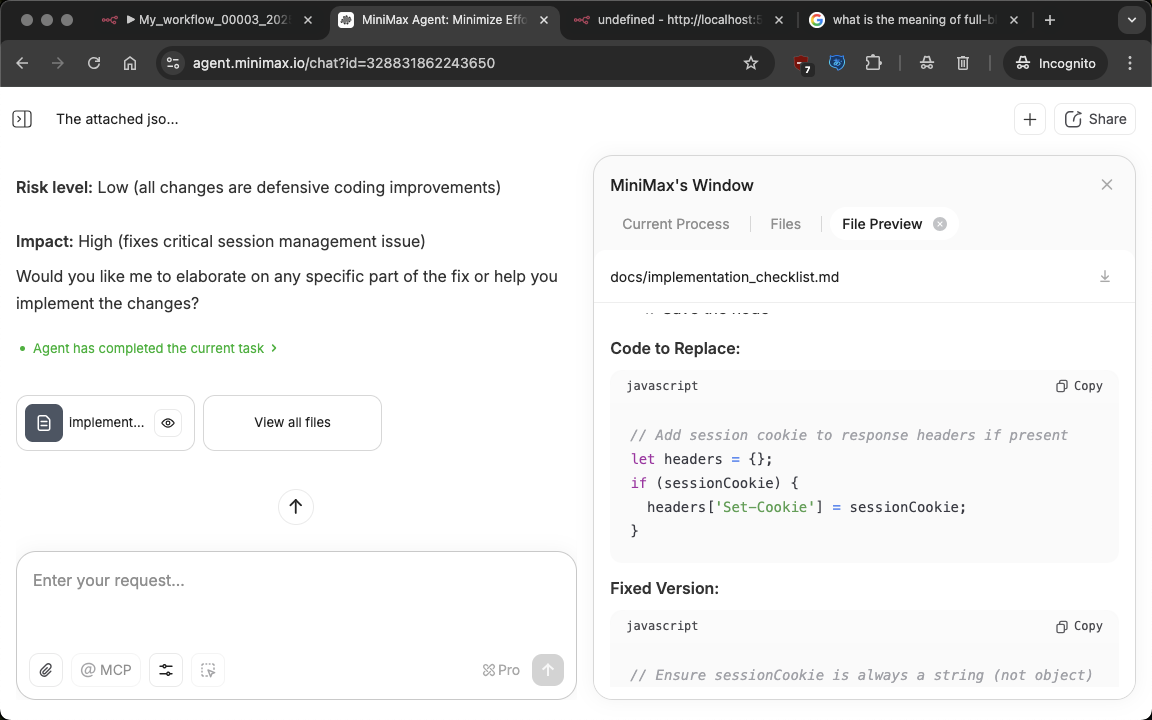 My_workflow_00003_202
MiniMax Agent: Minimize Effo
undefined - http://localhost:5
what is the meaning of full-bl
agent.minimax.io/chat?id=328831862243650
7
Incognito
The attached jso...
Share
Risk level: Low (all changes are defensive coding improvements)
Impact: High (fixes critical session management issue)
Would you like me to elaborate on any specific part of the fix or help you
implement the changes?
Agent has completed the current task
implement...
View all files
Enter your request...
@ MCP
Pro
MiniMax's Window
Current Process
Files
File Preview
docs/implementation_checklist.md
Code to Replace:
javascript
Copy
// Add session cookie to response headers if present
let headers = {};
if (sessionCookie) {
headers['Set-Cookie'] = sessionCookie;
}
Fixed Version:
javascript
Copy
// Ensure sessionCookie is always a string (not object)